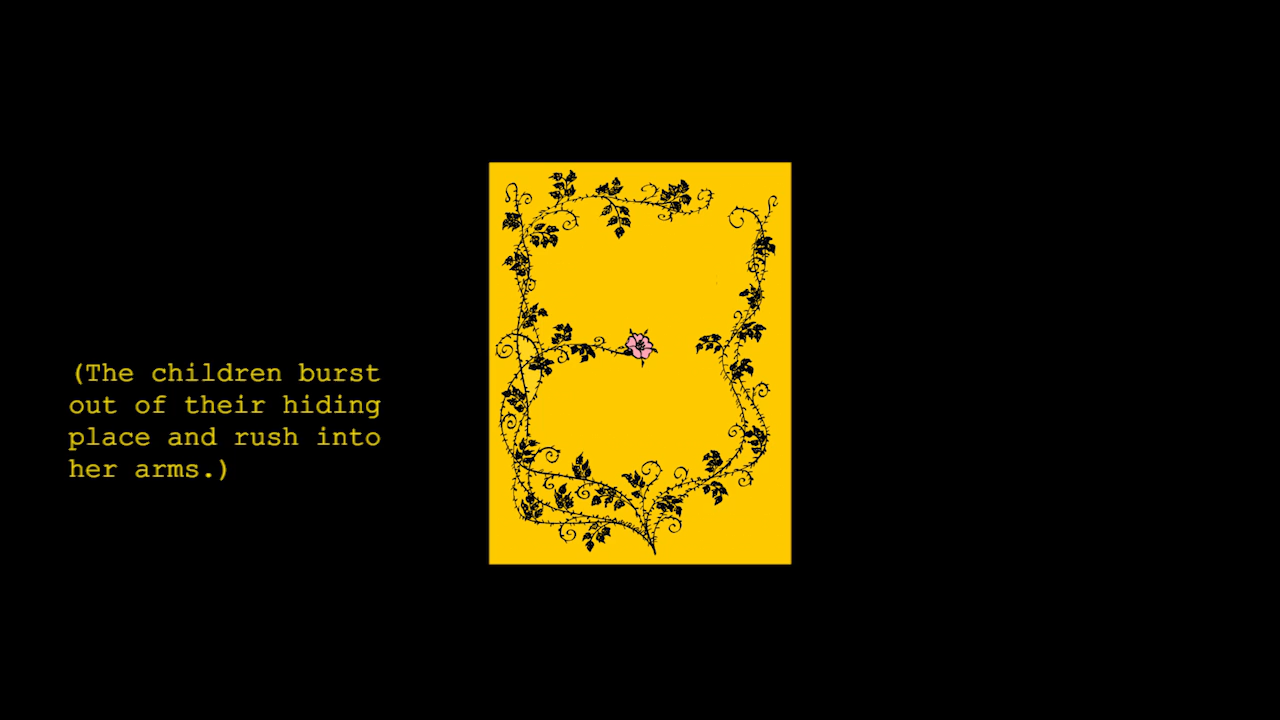 (The children burst
out of their hiding
place and rush into
her arms.)